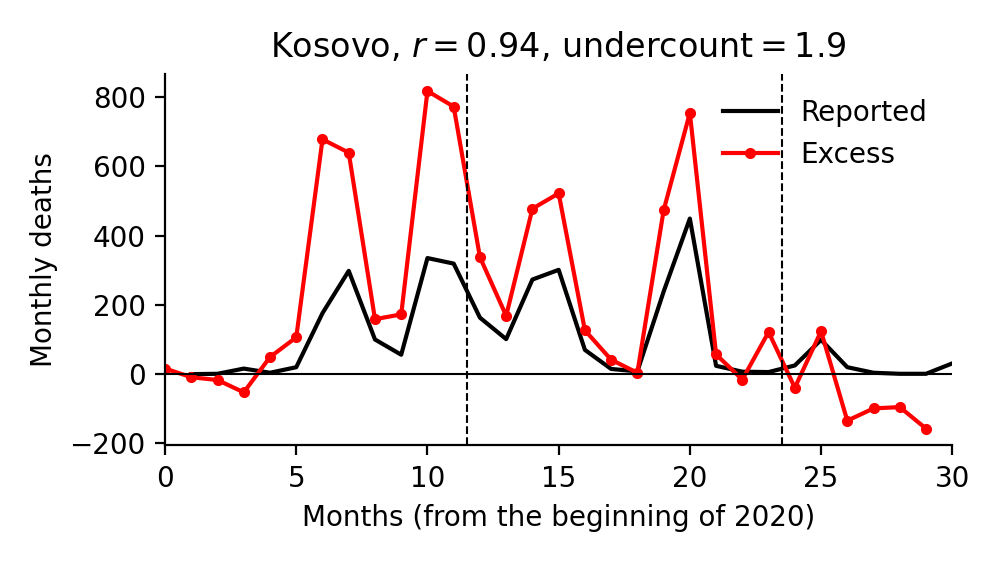 Kosovo, r = 0.94, undercount = 1.9
800
600
400
200
0
−200
Monthly deaths
Reported
Excess
0 5 10 15 20 25 30
Months (from the beginning of 2020)